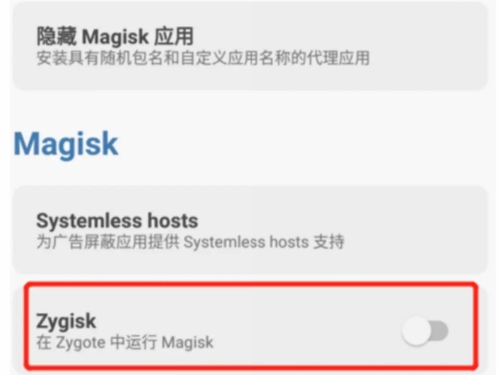 隐藏 Magisk 应用
安装具有随机包名和自定义应用名称的代理应用
Magisk
Systemless hosts
为广告屏蔽应用提供 Systemless hosts 支持
Zygisk
在 Zygote 中运行 Magisk